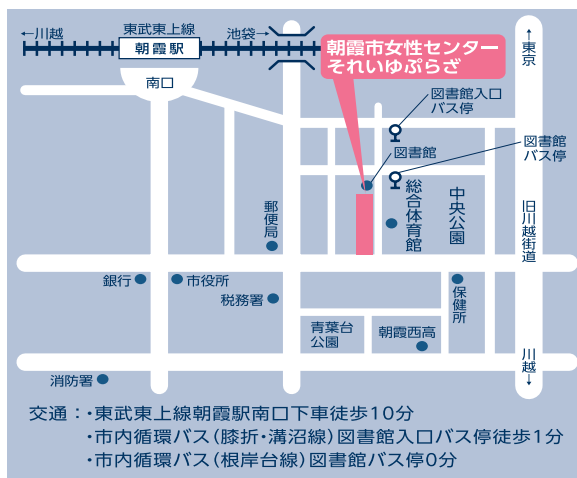 ←川越
東武東上線
朝霞駅
池袋→
南口
朝霞市女性センター
それいゆぷらざ
↑東京
図書館入口
バス停
図書館
図書館
バス停
郵便局
総合体育館
中央公園
旧川越街道
銀行
市役所
税務署
保健所
青葉台
公園
朝霞西高
川越↓
消防署
交通：・東武東上線朝霞駅南口下車徒歩10分
・市内循環バス（膝折・溝沼線）図書館入口バス停徒歩1分
・市内循環バス（根岸台線）図書館バス停0分